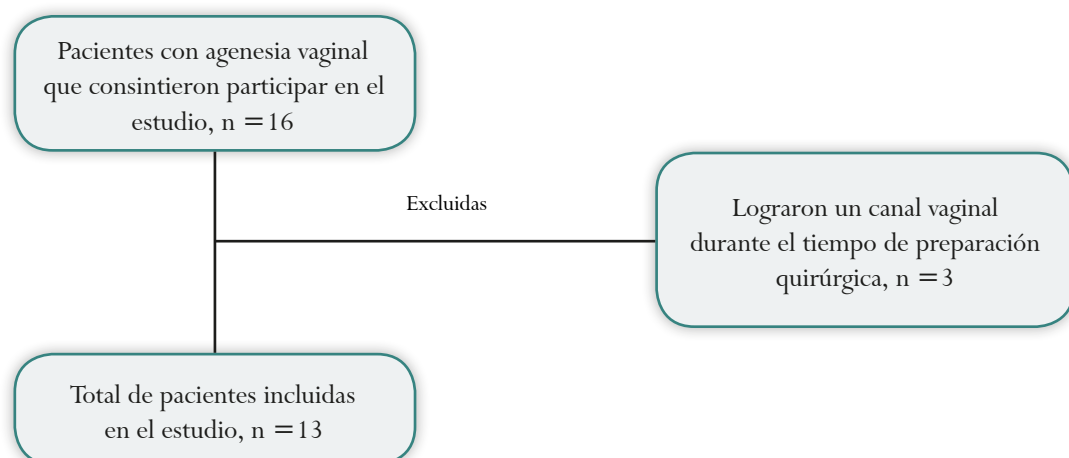 Pacientes con agenesia vaginal
que consintieron participar en el
estudio, n = 16
Excluidas
Lograron un canal vaginal
durante el tiempo de preparación
quirúrgica, n = 3
Total de pacientes incluidas
en el estudio, n = 13